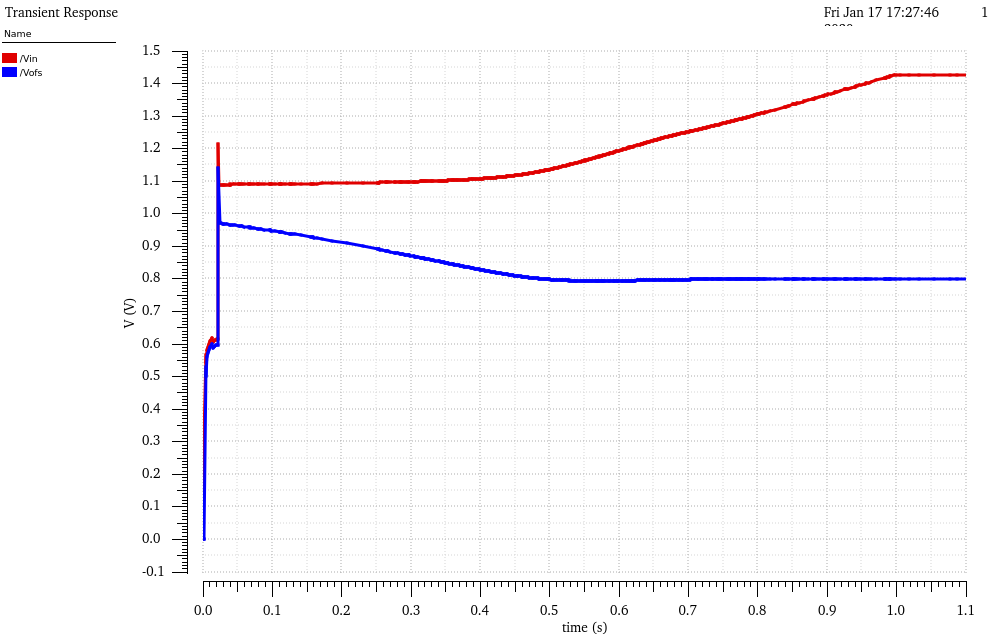 Transient Response
Fri Jan 17 17:27:46
1
Name
/Vin
/Vofs
1.5
1.4
1.3
1.2
1.1
1.0
0.9
0.8
0.7
0.6
0.5
0.4
0.3
0.2
0.1
0.0
-0.1
V (V)
0.0 0.1 0.2 0.3 0.4 0.5 0.6 0.7 0.8 0.9 1.0 1.1
time (s)